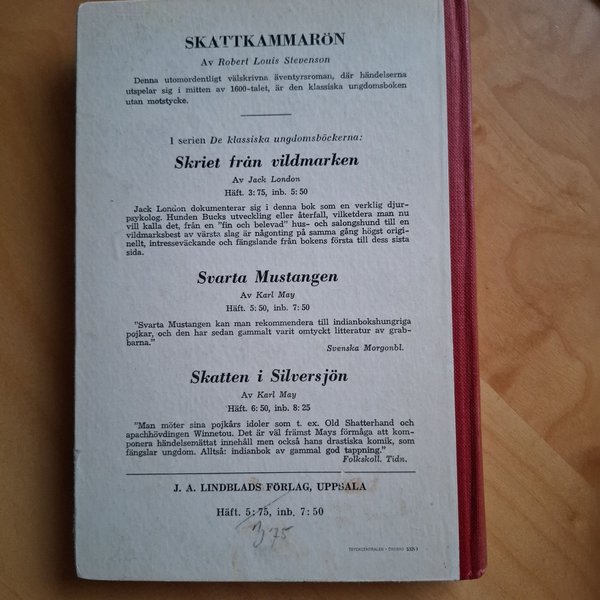 SKATTKAMMARÖN
Av Robert Louis Stevenson
Denna utomordentligt välskrivna äventyrsroman, där händelserna
utspelar sig i mitten av 1600-talet, är den klassiska ungdomsboken
utan motstycke.
I serien De klassiska ungdomsböckerna:
Skriet från vildmarken
Av Jack London
Häft. 3: 75, inb. 5: 50
Jack London dokumenterar sig i denna bok som en verklig djur-
psykolog. Hunden Bucks utveckling eller återfall, vilketdera man nu
vill kalla det, från en "fin och belevad" hus- och salongshund till en
vildmarksbest av värsta slag är någonting på samma gång högst origi-
nellt, intresseväckande och fängslande från bokens första till dess sista
sida.
Svarta Mustangen
Av Karl May
Häft. 5: 50, inb. 7: 50
"Svarta Mustangen kan man rekommendera till indianbokshungriga
pojkar, och den har sedan gammalt varit omtyckt litteratur av grab-
barna."
Svenska Morgonbl.
Skatten i Silversjön
Av Karl May
Häft. 6: 50, inb. 8: 25
"Man möter sina pojkårs idoler som t. ex. Old Shatterhand och
apachhövdingen Winnetou. Det är väl främst Mays förmåga att kom-
ponera händelsemättat innehåll men också hans drastiska komik, som
fängslar ungdom. Alltså: indianbok av gammal god tappning."
Folkskoll. Tidn.
J. A. LINDBLADS FÖRLAG, UPPSALA
Häft. 5: 75, inb. 7: 50
75
TRYCKCENTRALEN • ÖREBRO